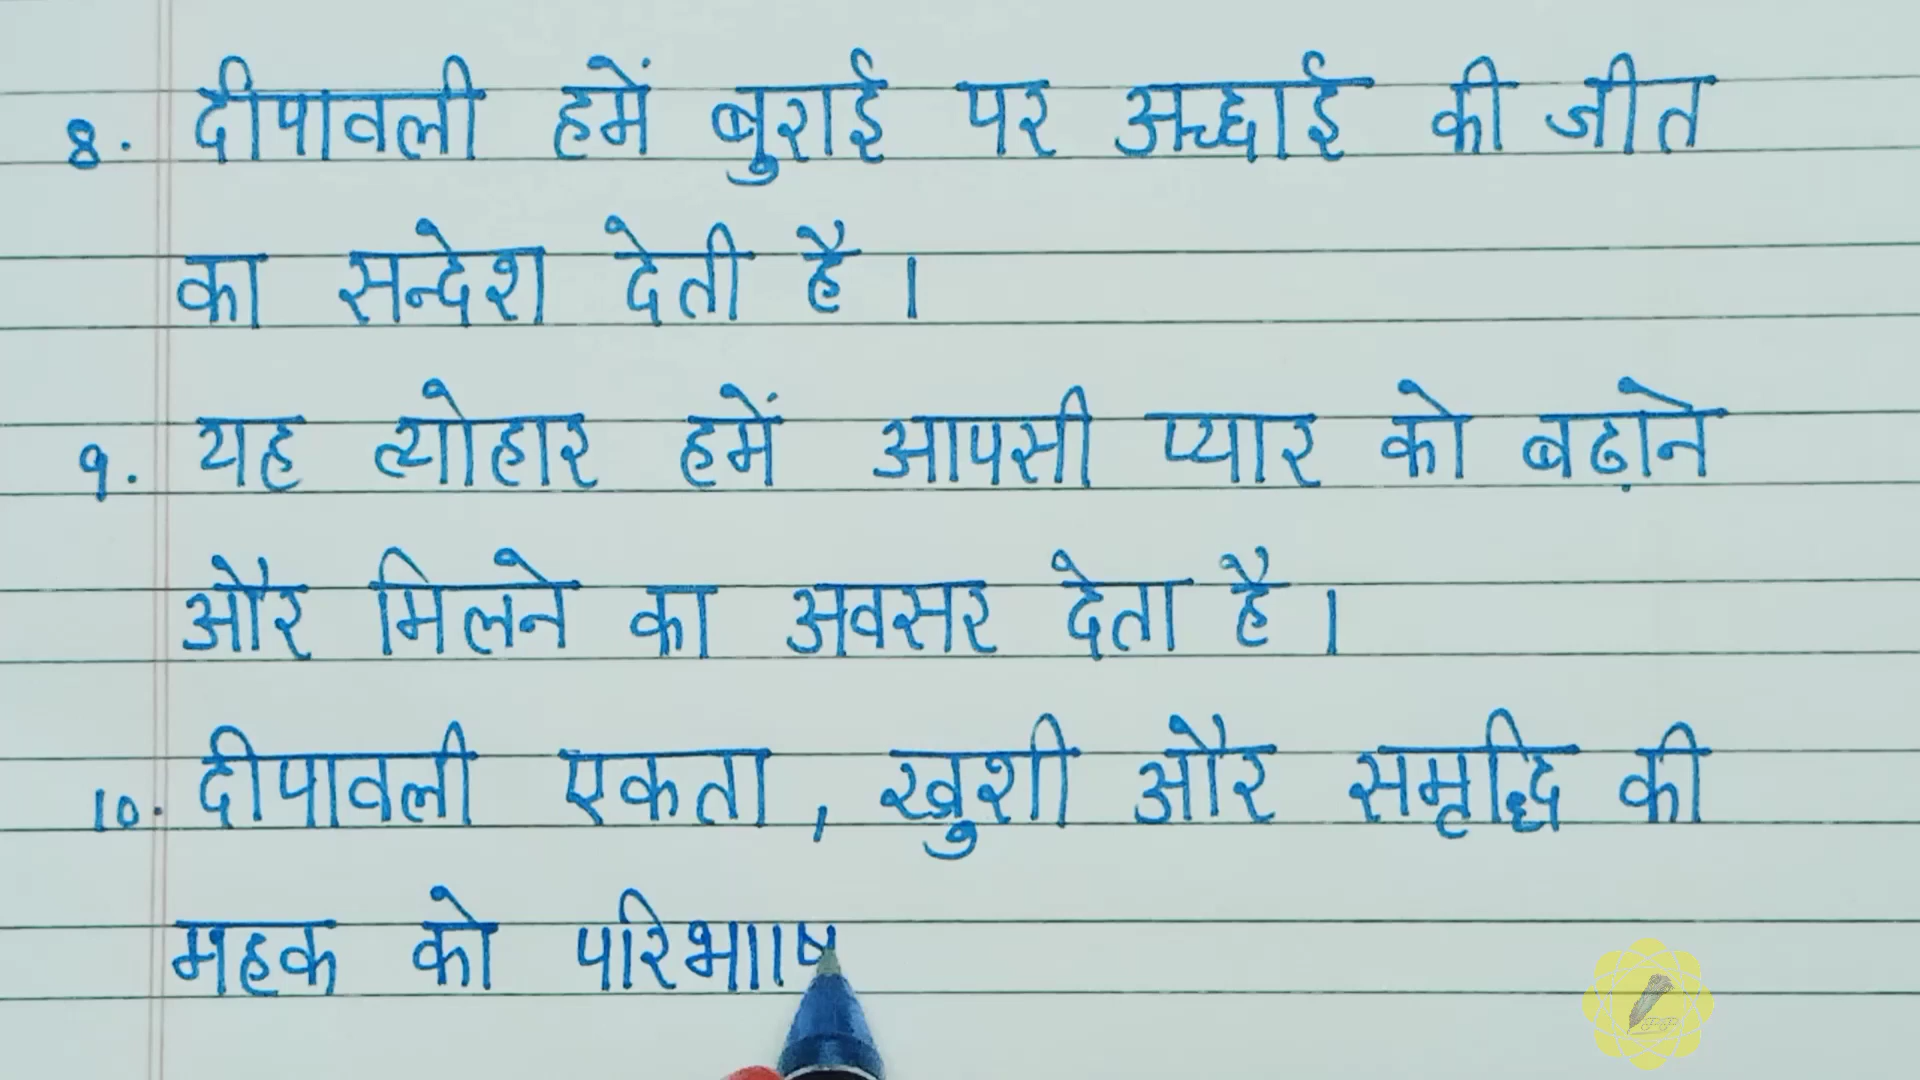 8. दीपावली हमें बुराई पर अच्छाई की जीत
का सन्देश देती है।
9. यह त्योहार हमें आपसी प्यार को बढ़ाने
और मिलने का अवसर देता है।
10. दीपावली एकता, खुशी और समृद्धि की
महक को